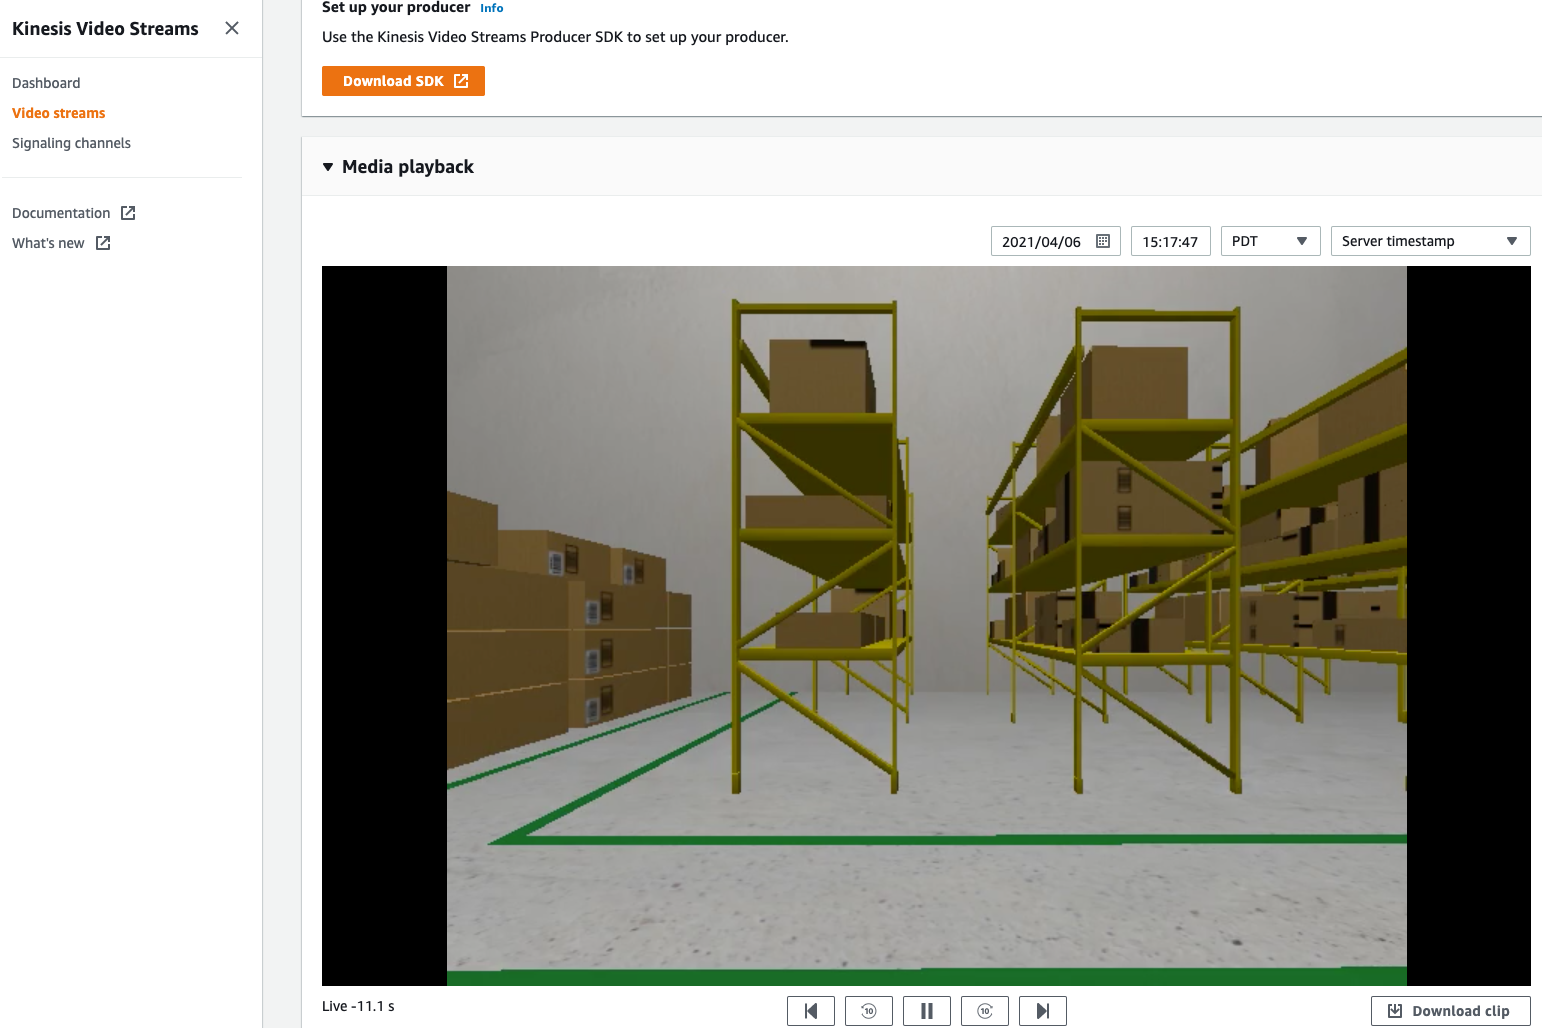 Kinesis Video Streams
Dashboard
Video streams
Signaling channels
Documentation
What's new
Set up your producer Info
Use the Kinesis Video Streams Producer SDK to set up your producer.
Download SDK
Media playback
2021/04/06 15:17:47 PDT Server timestamp
Live -11.1 s
10
10
Download clip